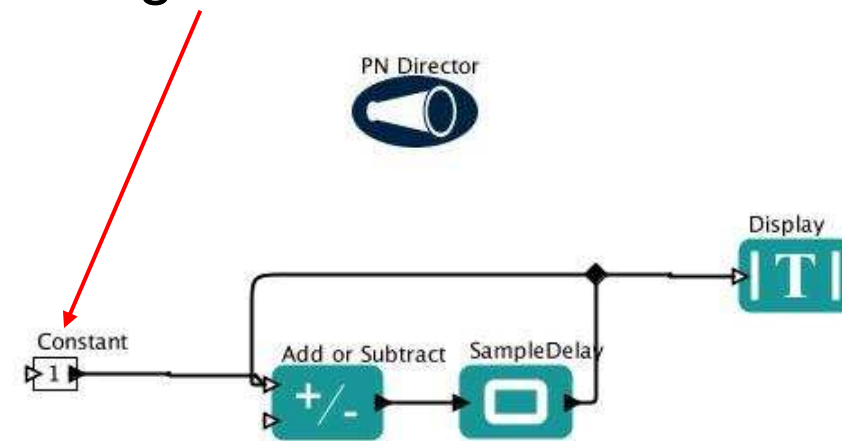 PN Director
Display
T
Constant
1
Add or Subtract
SampleDelay
+/-